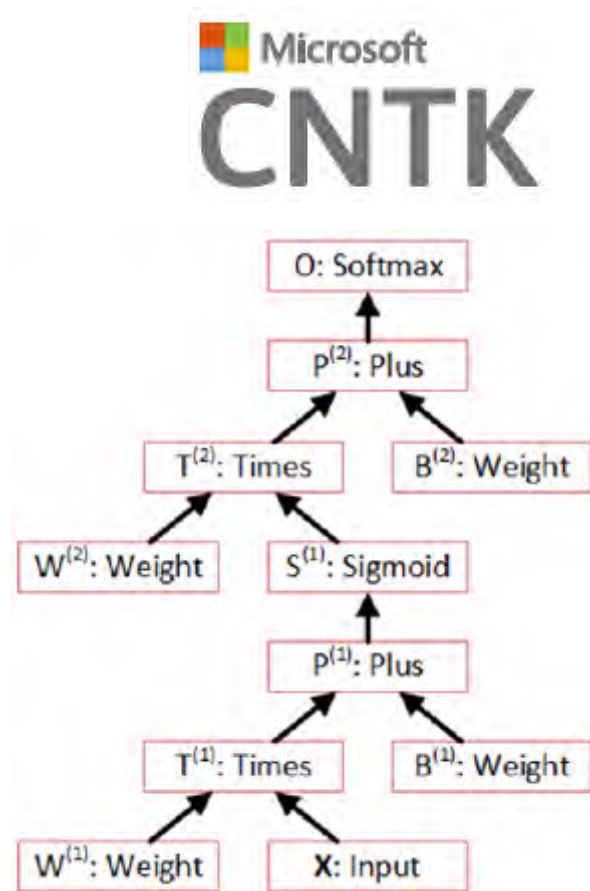 Microsoft
CNTK
O: Softmax
P⁽²⁾: Plus
T⁽²⁾: Times
B⁽²⁾: Weight
W⁽²⁾: Weight
S⁽¹⁾: Sigmoid
P⁽¹⁾: Plus
T⁽¹⁾: Times
B⁽¹⁾: Weight
W⁽¹⁾: Weight
X: Input